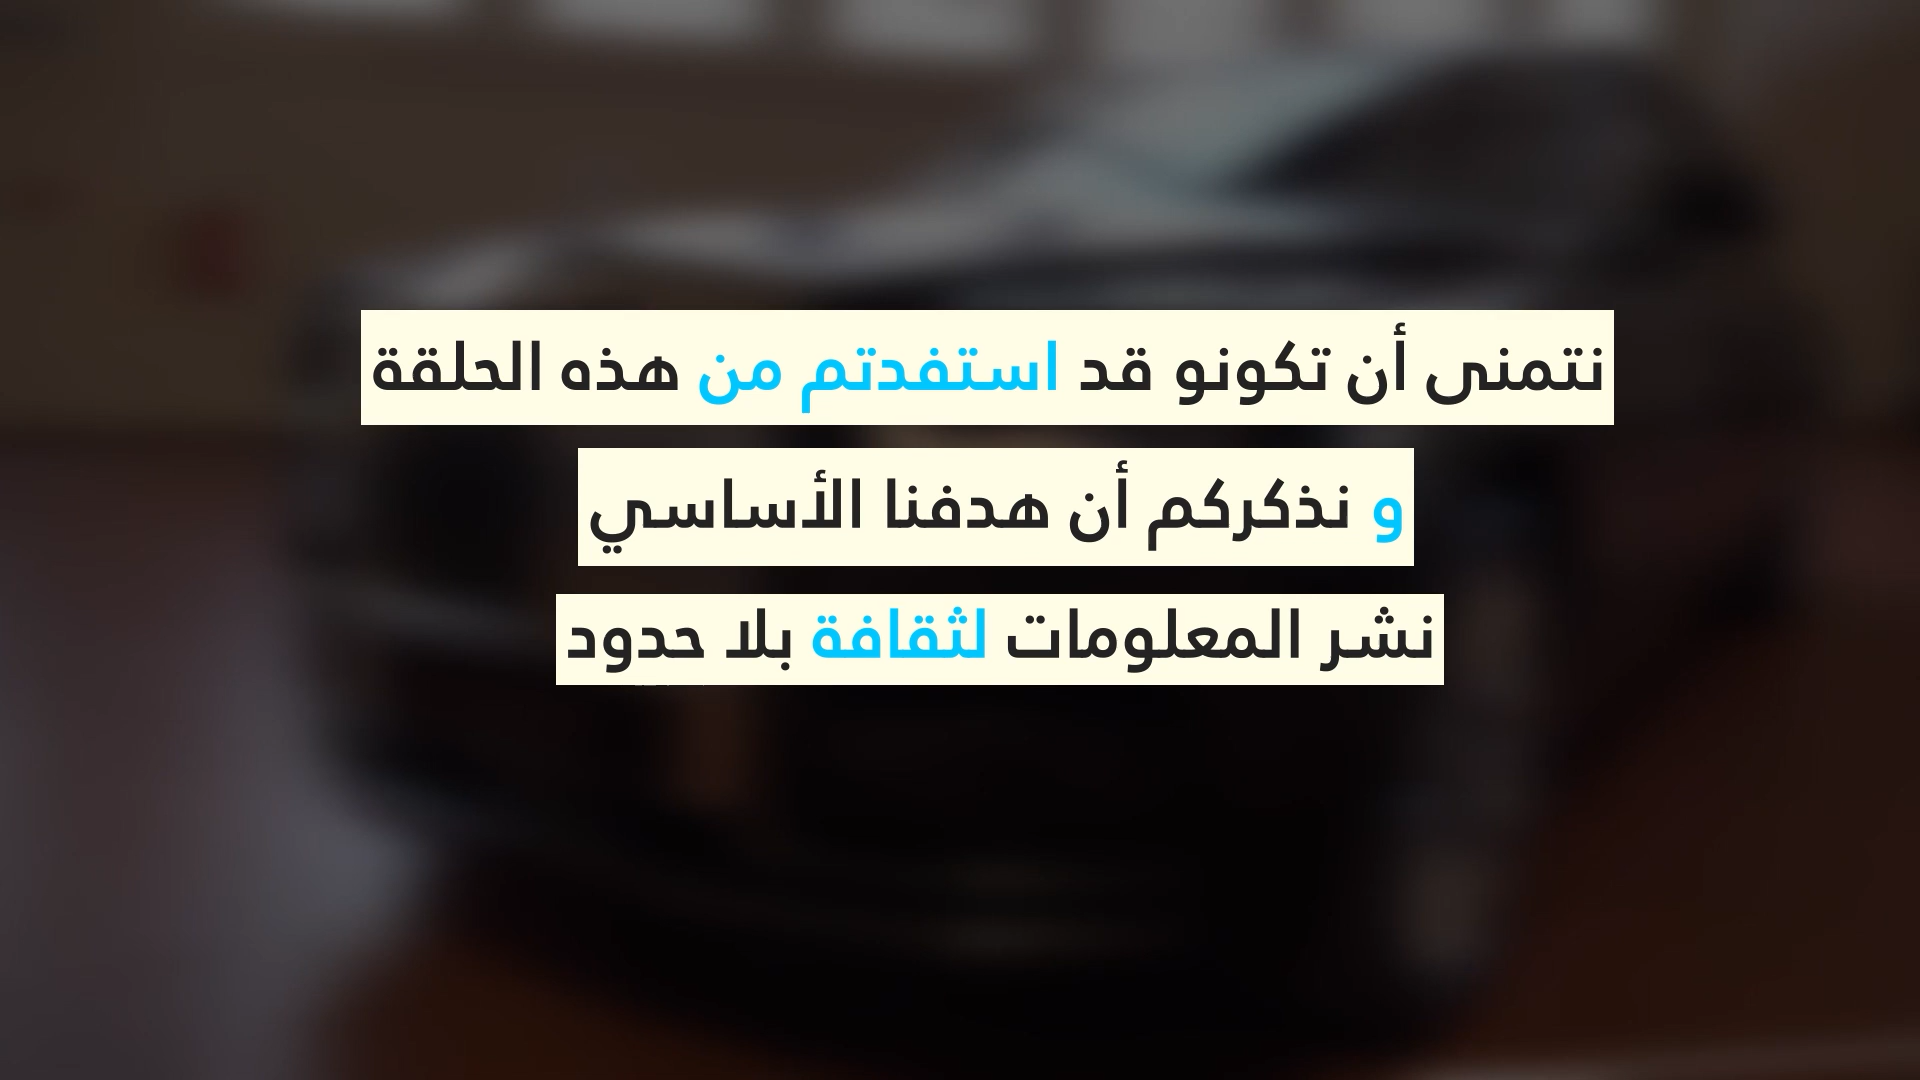 نتمنى أن تكونو قد استفدتم من هذه الحلقة
و نذكركم أن هدفنا الأساسي
نشر المعلومات لثقافة بلا حدود